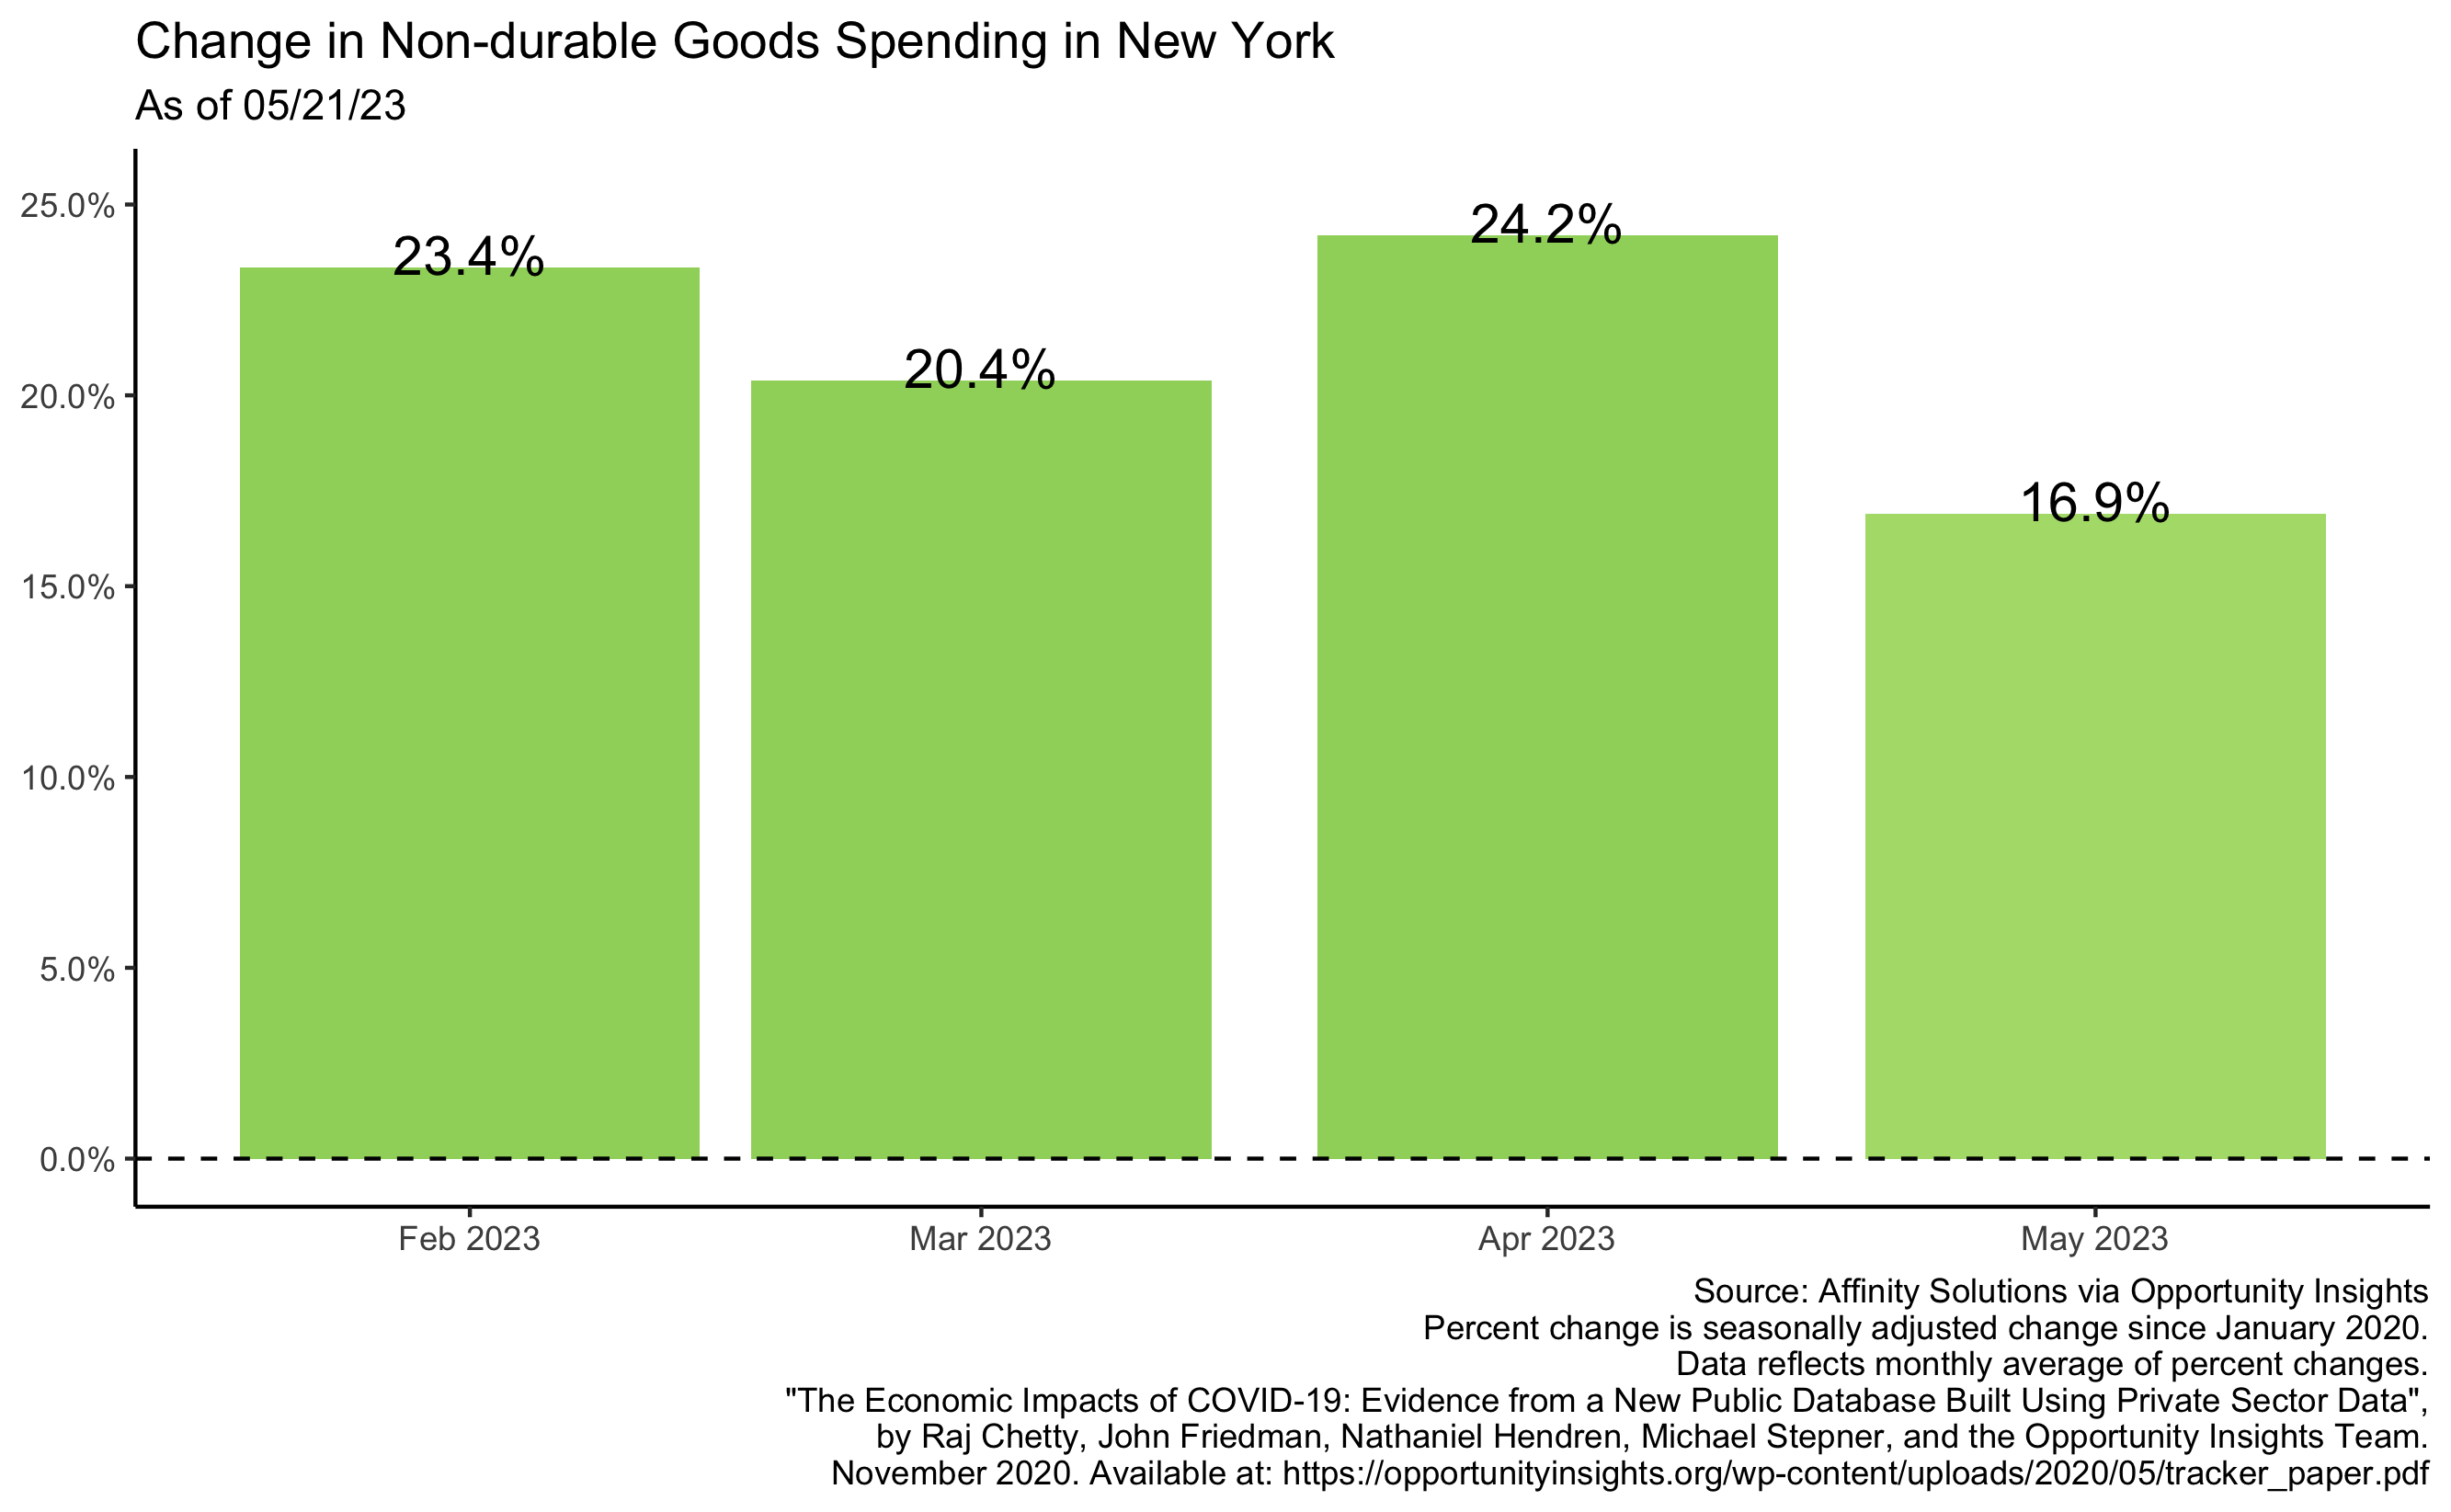 Change in Non-durable Goods Spending in New York
As of 05/21/23
25.0%
20.0%
15.0%
10.0%
5.0%
0.0%
23.4%
20.4%
24.2%
16.9%
Feb 2023
Mar 2023
Apr 2023
May 2023
Source: Affinity Solutions via Opportunity Insights
Percent change is seasonally adjusted change since January 2020.
Data reflects monthly average of percent changes.
"The Economic Impacts of COVID-19: Evidence from a New Public Database Built Using Private Sector Data",
by Raj Chetty, John Friedman, Nathaniel Hendren, Michael Stepner, and the Opportunity Insights Team.
November 2020. Available at: https://opportunityinsights.org/wp-content/uploads/2020/05/tracker_paper.pdf